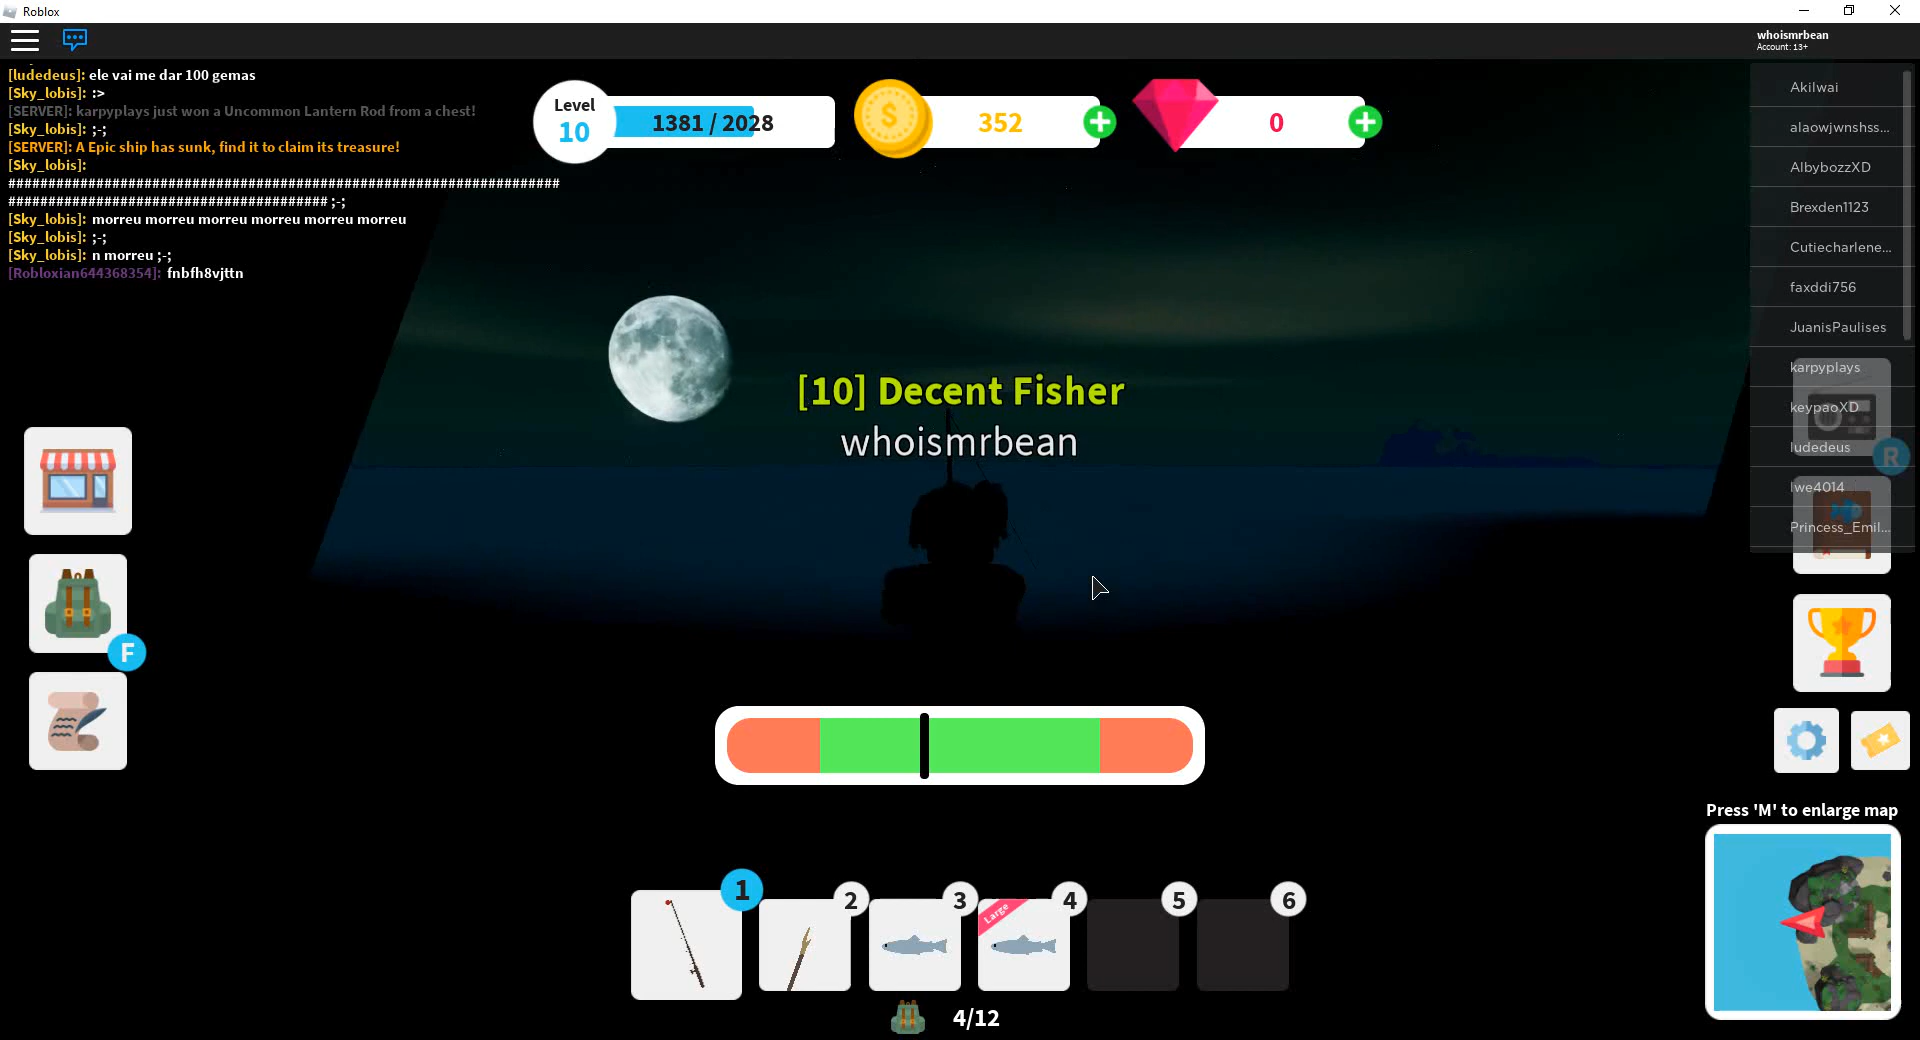 Roblox
whoismrbean
Account: 13+
[ludedeus]: ele vai me dar 100 gemas
[Sky_lobis]: :>
[SERVER]: karpyplays just won a Uncommon Lantern Rod from a chest!
[Sky_lobis]: ;-;
[SERVER]: A Epic ship has sunk, find it to claim its treasure!
[Sky_lobis]:
#####################################################################
######################################## ;-;
[Sky_lobis]: morreu morreu morreu morreu morreu morreu
[Sky_lobis]: ;-;
[Sky_lobis]: n morreu ;-;
[Robloxian644368354]: fnbfh8vjttn
Level
10
1381 / 2028
352
0
Akilwai
alaowjwnshss...
AlbybozzXD
Brexden1123
Cutiecharlene...
faxddi756
JuanisPaulises
karpyplays
keypaoXD
ludedeus
R
lwe4014
Princess_Emil...
[10] Decent Fisher
whoismrbean
F
Press 'M' to enlarge map
1
2
3
4
5
6
Large
4/12